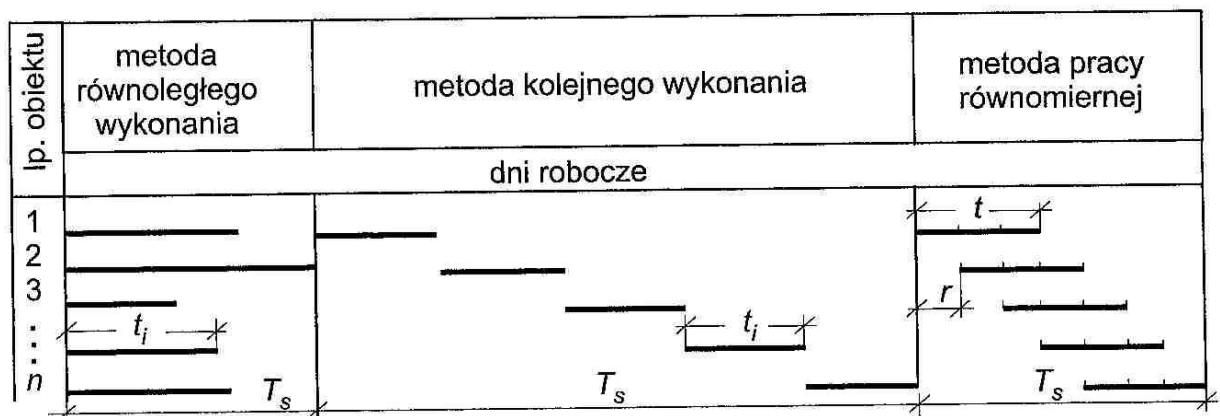 lp. obiektu
metoda
równoległego
wykonania
metoda kolejnego wykonania
metoda pracy
równomiernej
dni robocze
1
2
3
.
.
.
n
t
r
tᵢ
tᵢ
Tₛ
Tₛ
Tₛ